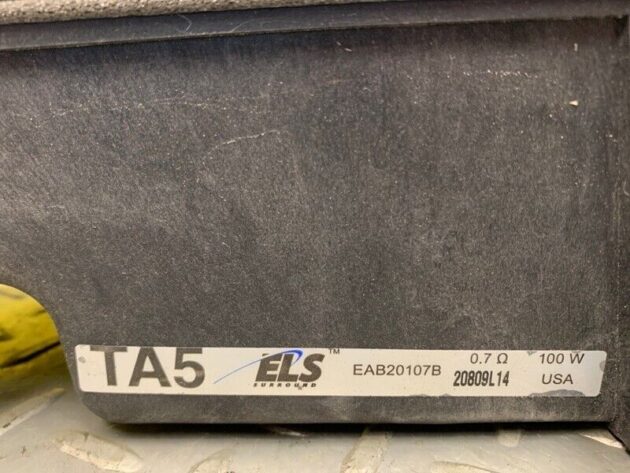 TA5 ELS™ EAB20107B 0.7 Ω 100 W
SURROUND 20809L14 USA